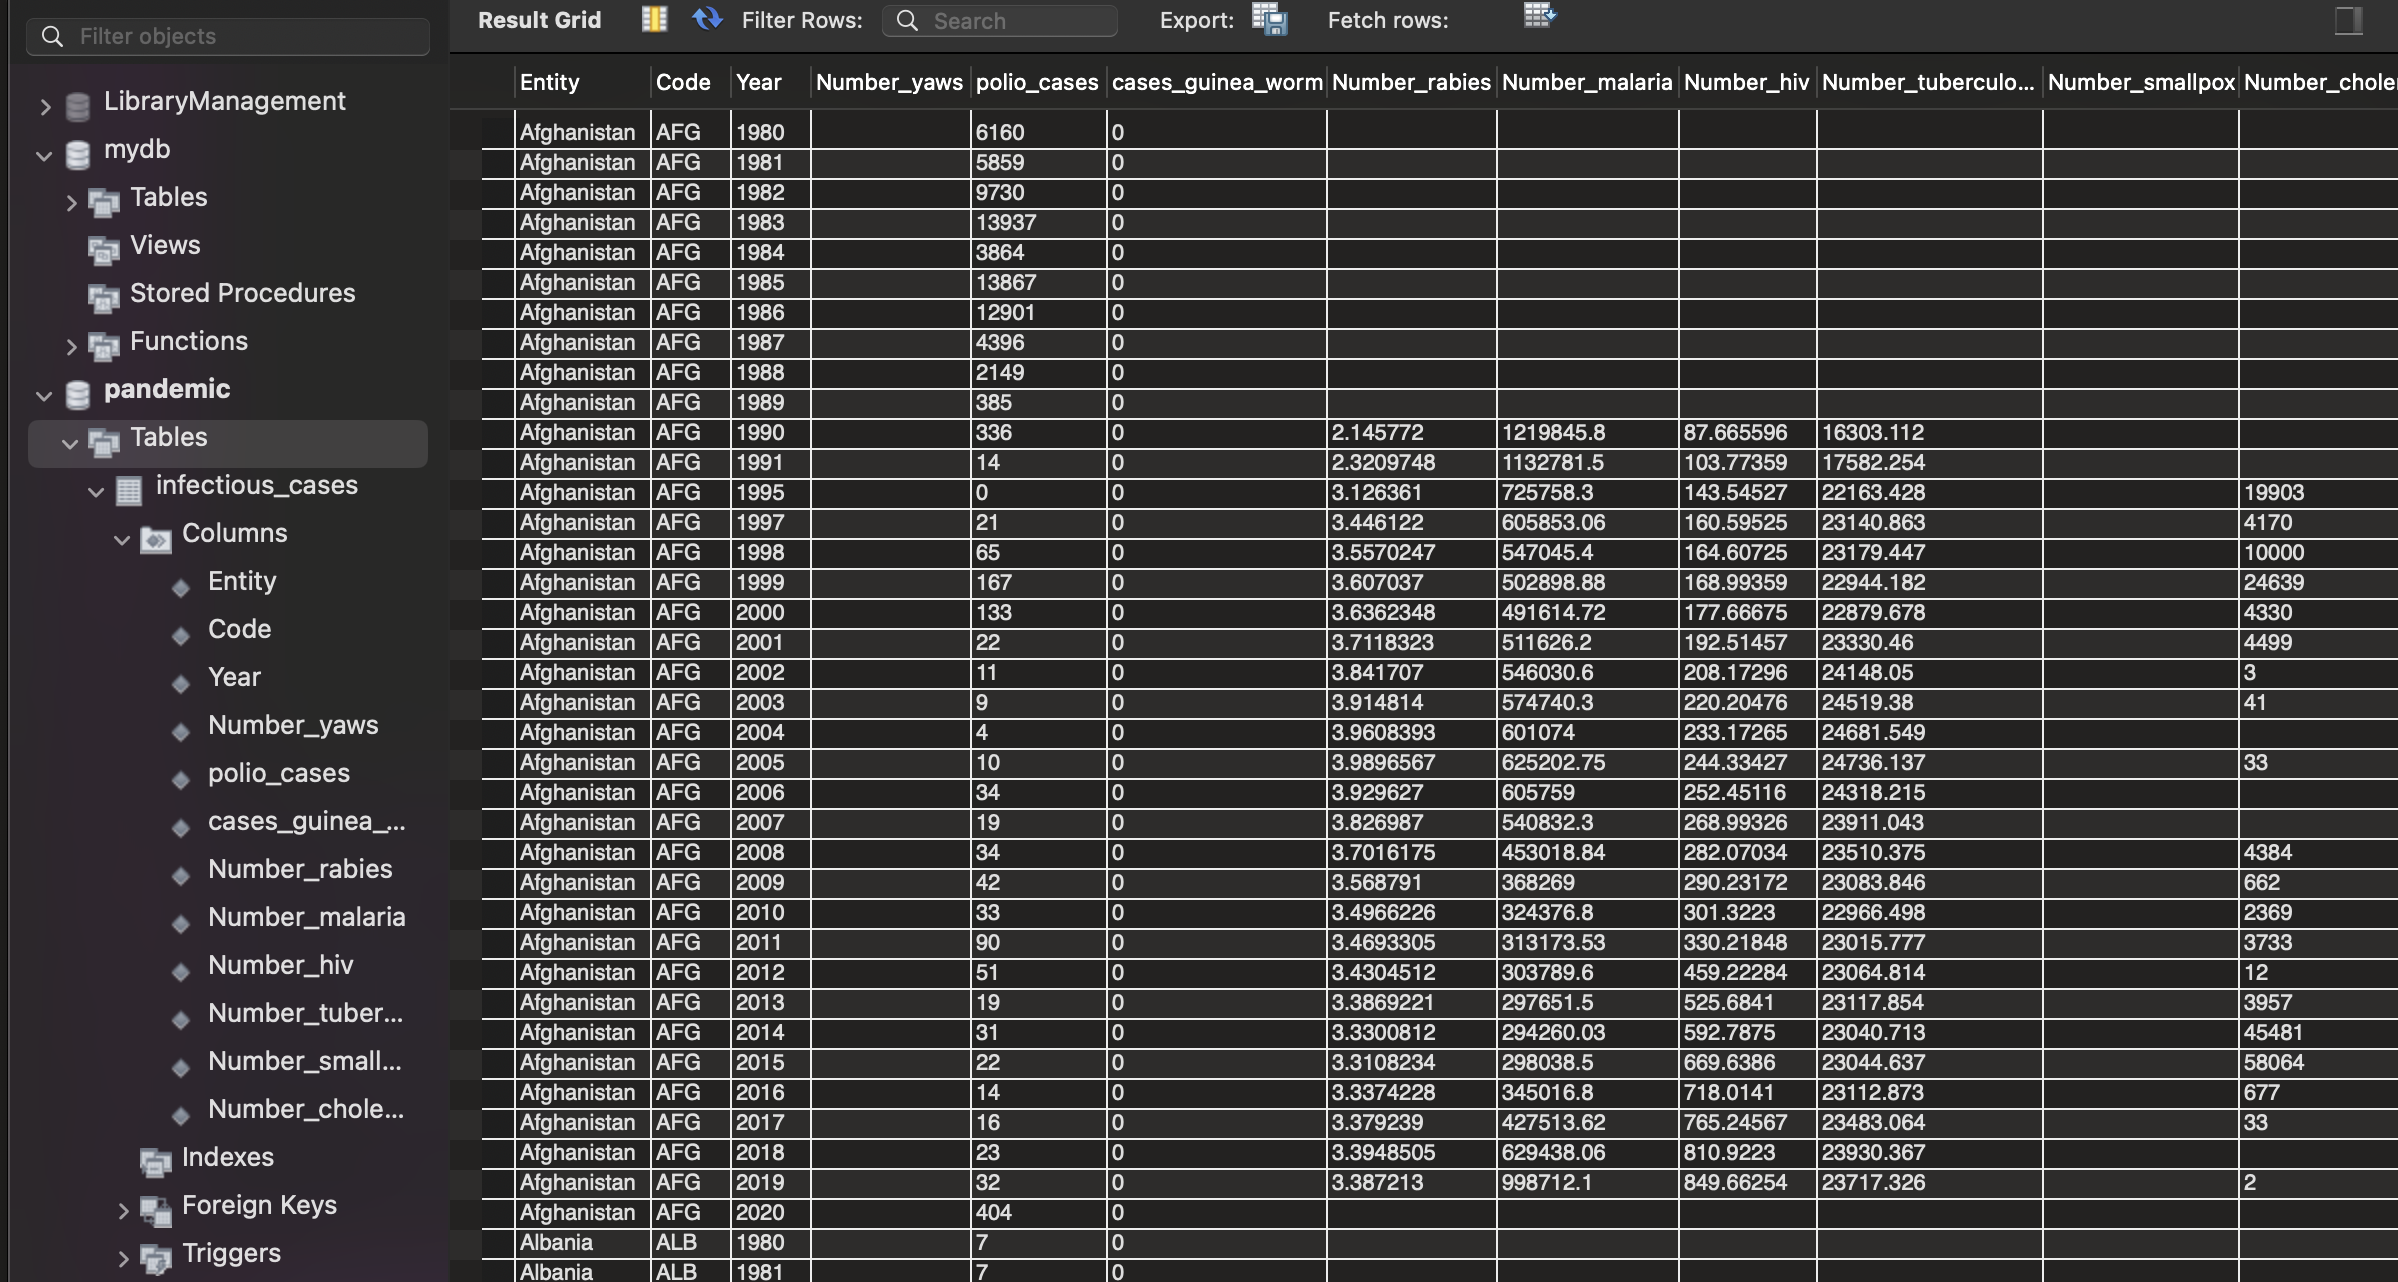 Filter objects
LibraryManagement
mydb
Tables
Views
Stored Procedures
Functions
pandemic
Tables
infectious_cases
Columns
Entity
Code
Year
Number_yaws
polio_cases
cases_guinea_...
Number_rabies
Number_malaria
Number_hiv
Number_tuber...
Number_small...
Number_chole...
Indexes
Foreign Keys
Triggers
Result Grid Filter Rows: Search Export: Fetch rows:
Entity Code Year Number_yaws polio_cases cases_guinea_worm Number_rabies Number_malaria Number_hiv Number_tuberculo... Number_smallpox Number_choler
Afghanistan AFG 1980 6160 0
Afghanistan AFG 1981 5859 0
Afghanistan AFG 1982 9730 0
Afghanistan AFG 1983 13937 0
Afghanistan AFG 1984 3864 0
Afghanistan AFG 1985 13867 0
Afghanistan AFG 1986 12901 0
Afghanistan AFG 1987 4396 0
Afghanistan AFG 1988 2149 0
Afghanistan AFG 1989 385 0
Afghanistan AFG 1990 336 0 2.145772 1219845.8 87.665596 16303.112
Afghanistan AFG 1991 14 0 2.3209748 1132781.5 103.77359 17582.254
Afghanistan AFG 1995 0 0 3.126361 725758.3 143.54527 22163.428 19903
Afghanistan AFG 1997 21 0 3.446122 605853.06 160.59525 23140.863 4170
Afghanistan AFG 1998 65 0 3.5570247 547045.4 164.60725 23179.447 10000
Afghanistan AFG 1999 167 0 3.607037 502898.88 168.99359 22944.182 24639
Afghanistan AFG 2000 133 0 3.6362348 491614.72 177.66675 22879.678 4330
Afghanistan AFG 2001 22 0 3.7118323 511626.2 192.51457 23330.46 4499
Afghanistan AFG 2002 11 0 3.841707 546030.6 208.17296 24148.05 3
Afghanistan AFG 2003 9 0 3.914814 574740.3 220.20476 24519.38 41
Afghanistan AFG 2004 4 0 3.9608393 601074 233.17265 24681.549
Afghanistan AFG 2005 10 0 3.9896567 625202.75 244.33427 24736.137 33
Afghanistan AFG 2006 34 0 3.929627 605759 252.45116 24318.215
Afghanistan AFG 2007 19 0 3.826987 540832.3 268.99326 23911.043
Afghanistan AFG 2008 34 0 3.7016175 453018.84 282.07034 23510.375 4384
Afghanistan AFG 2009 42 0 3.568791 368269 290.23172 23083.846 662
Afghanistan AFG 2010 33 0 3.4966226 324376.8 301.3223 22966.498 2369
Afghanistan AFG 2011 90 0 3.4693305 313173.53 330.21848 23015.777 3733
Afghanistan AFG 2012 51 0 3.4304512 303789.6 459.22284 23064.814 12
Afghanistan AFG 2013 19 0 3.3869221 297651.5 525.6841 23117.854 3957
Afghanistan AFG 2014 31 0 3.3300812 294260.03 592.7875 23040.713 45481
Afghanistan AFG 2015 22 0 3.3108234 298038.5 669.6386 23044.637 58064
Afghanistan AFG 2016 14 0 3.3374228 345016.8 718.0141 23112.873 677
Afghanistan AFG 2017 16 0 3.379239 427513.62 765.24567 23483.064 33
Afghanistan AFG 2018 23 0 3.3948505 629438.06 810.9223 23930.367
Afghanistan AFG 2019 32 0 3.387213 998712.1 849.66254 23717.326 2
Afghanistan AFG 2020 404 0
Albania ALB 1980 7 0
Albania ALB 1981 7 0